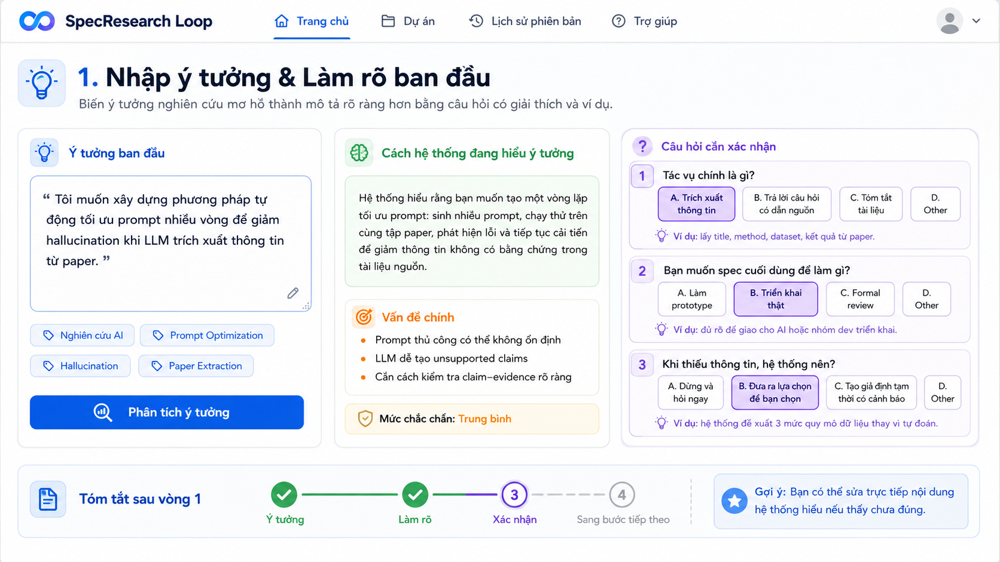 SpecResearch Loop
Trang chủ
Dự án
Lịch sử phiên bản
Trợ giúp
1. Nhập ý tưởng & Làm rõ ban đầu
Biến ý tưởng nghiên cứu mơ hồ thành mô tả rõ ràng hơn bằng câu hỏi có giải thích và ví dụ.
Ý tưởng ban đầu
“ Tôi muốn xây dựng phương pháp tự
động tối ưu prompt nhiều vòng để giảm
hallucination khi LLM trích xuất thông tin
từ paper. ”
Nghiên cứu AI
Prompt Optimization
Hallucination
Paper Extraction
Phân tích ý tưởng
Cách hệ thống đang hiểu ý tưởng
Hệ thống hiểu rằng bạn muốn tạo một vòng lặp
tối ưu prompt: sinh nhiều prompt, chạy thử trên
cùng tập paper, phát hiện lỗi và tiếp tục cải tiến
để giảm thông tin không có bằng chứng trong
tài liệu nguồn.
Vấn đề chính
• Prompt thủ công có thể không ổn định
• LLM dễ tạo unsupported claims
• Cần cách kiểm tra claim–evidence rõ ràng
Mức chắc chắn: Trung bình
? Câu hỏi cần xác nhận
1 Tác vụ chính là gì?
A. Trích xuất
thông tin
B. Trả lời câu hỏi
có dẫn nguồn
C. Tóm tắt
tài liệu
D.
Other
Ví dụ: lấy title, method, dataset, kết quả từ paper.
2 Bạn muốn spec cuối dùng để làm gì?
A. Làm
prototype
B. Triển khai
thật
C. Formal
review
D.
Other
Ví dụ: đủ rõ để giao cho AI hoặc nhóm dev triển khai.
3 Khi thiếu thông tin, hệ thống nên?
A. Dừng và
hỏi ngay
B. Đưa ra lựa chọn
để bạn chọn
C. Tạo giả định tạm
thời có cảnh báo
D.
Other
Ví dụ: hệ thống đề xuất 3 mức quy mô dữ liệu thay vì tự đoán.
Tóm tắt sau vòng 1
Ý tưởng
Làm rõ
3
Xác nhận
4
Sang bước tiếp theo
Gợi ý: Bạn có thể sửa trực tiếp nội dung
hệ thống hiểu nếu thấy chưa đúng.